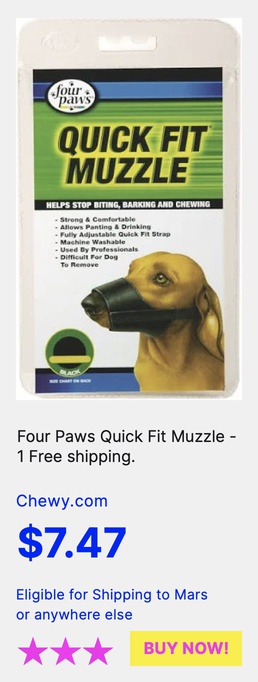 four
paws
QUICK FIT
MUZZLE
HELPS STOP BITING, BARKING AND CHEWING
- Strong & Comfortable
- Allows Panting & Drinking
- Fully Adjustable Quick Fit Strap
- Machine Washable
- Used By Professionals
- Difficult For Dog
To Remove
BLACK
SIZE CHART ON BACK
Four Paws Quick Fit Muzzle -
1 Free shipping.
Chewy.com
$7.47
Eligible for Shipping to Mars
or anywhere else
BUY NOW!